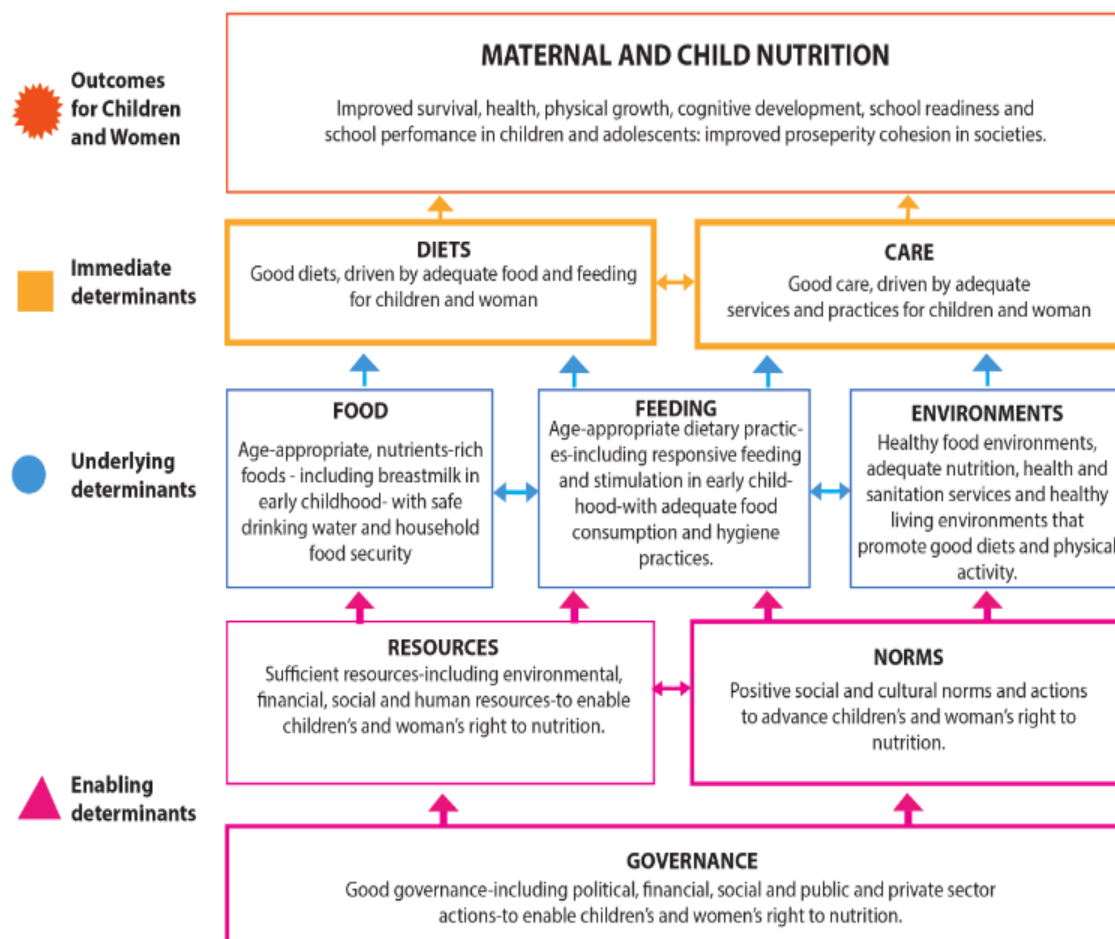 Outcomes
for Children
and Women
MATERNAL AND CHILD NUTRITION
Improved survival, health, physical growth, cognitive development, school readiness and
school perfomance in children and adolescents: improved proseperity cohesion in societies.
Immediate
determinants
DIETS
Good diets, driven by adequate food and feeding
for children and woman
CARE
Good care, driven by adequate
services and practices for children and woman
Underlying
determinants
FOOD
Age-appropriate, nutrients-rich
foods - including breastmilk in
early childhood- with safe
drinking water and household
food security
FEEDING
Age-appropriate dietary practic-
es-including responsive feeding
and stimulation in early child-
hood-with adequate food
consumption and hygiene
practices.
ENVIRONMENTS
Healthy food environments,
adequate nutrition, health and
sanitation services and healthy
living environments that
promote good diets and physical
activity.
Enabling
determinants
RESOURCES
Sufficient resources-including environmental,
financial, social and human resources-to enable
children's and woman's right to nutrition.
NORMS
Positive social and cultural norms and actions
to advance children's and woman's right to
nutrition.
GOVERNANCE
Good governance-including political, financial, social and public and private sector
actions-to enable children's and women's right to nutrition.